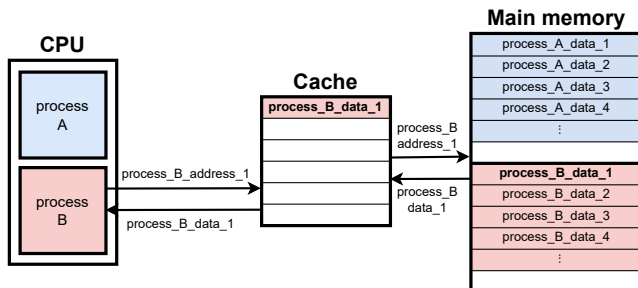 CPU
process
A
process
B
process_B_address_1
process_B_data_1
Cache
process_B_data_1
process_B
address_1
process_B
data_1
Main memory
process_A_data_1
process_A_data_2
process_A_data_3
process_A_data_4
⋮
process_B_data_1
process_B_data_2
process_B_data_3
process_B_data_4
⋮